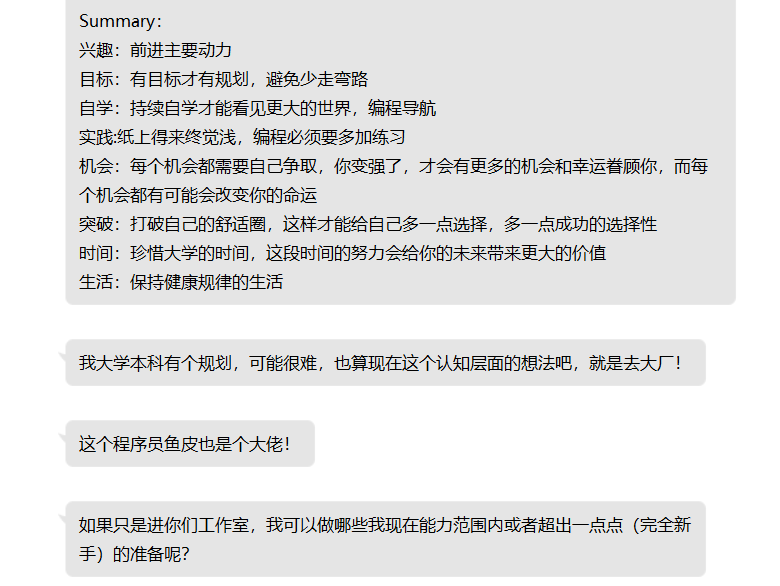 Summary：
兴趣：前进主要动力
目标：有目标才有规划，避免少走弯路
自学：持续自学才能看见更大的世界，编程导航
实践:纸上得来终觉浅，编程必须要多加练习
机会：每个机会都需要自己争取，你变强了，才会有更多的机会和幸运眷顾你，而每
个机会都有可能会改变你的命运
突破：打破自己的舒适圈，这样才能给自己多一点选择，多一点成功的选择性
时间：珍惜大学的时间，这段时间的努力会给你的未来带来更大的价值
生活：保持健康规律的生活
我大学本科有个规划，可能很难，也算现在这个认知层面的想法吧，就是去大厂！
这个程序员鱼皮也是个大佬！
如果只是进你们工作室，我可以做哪些我现在能力范围内或者超出一点点（完全新
手）的准备呢？